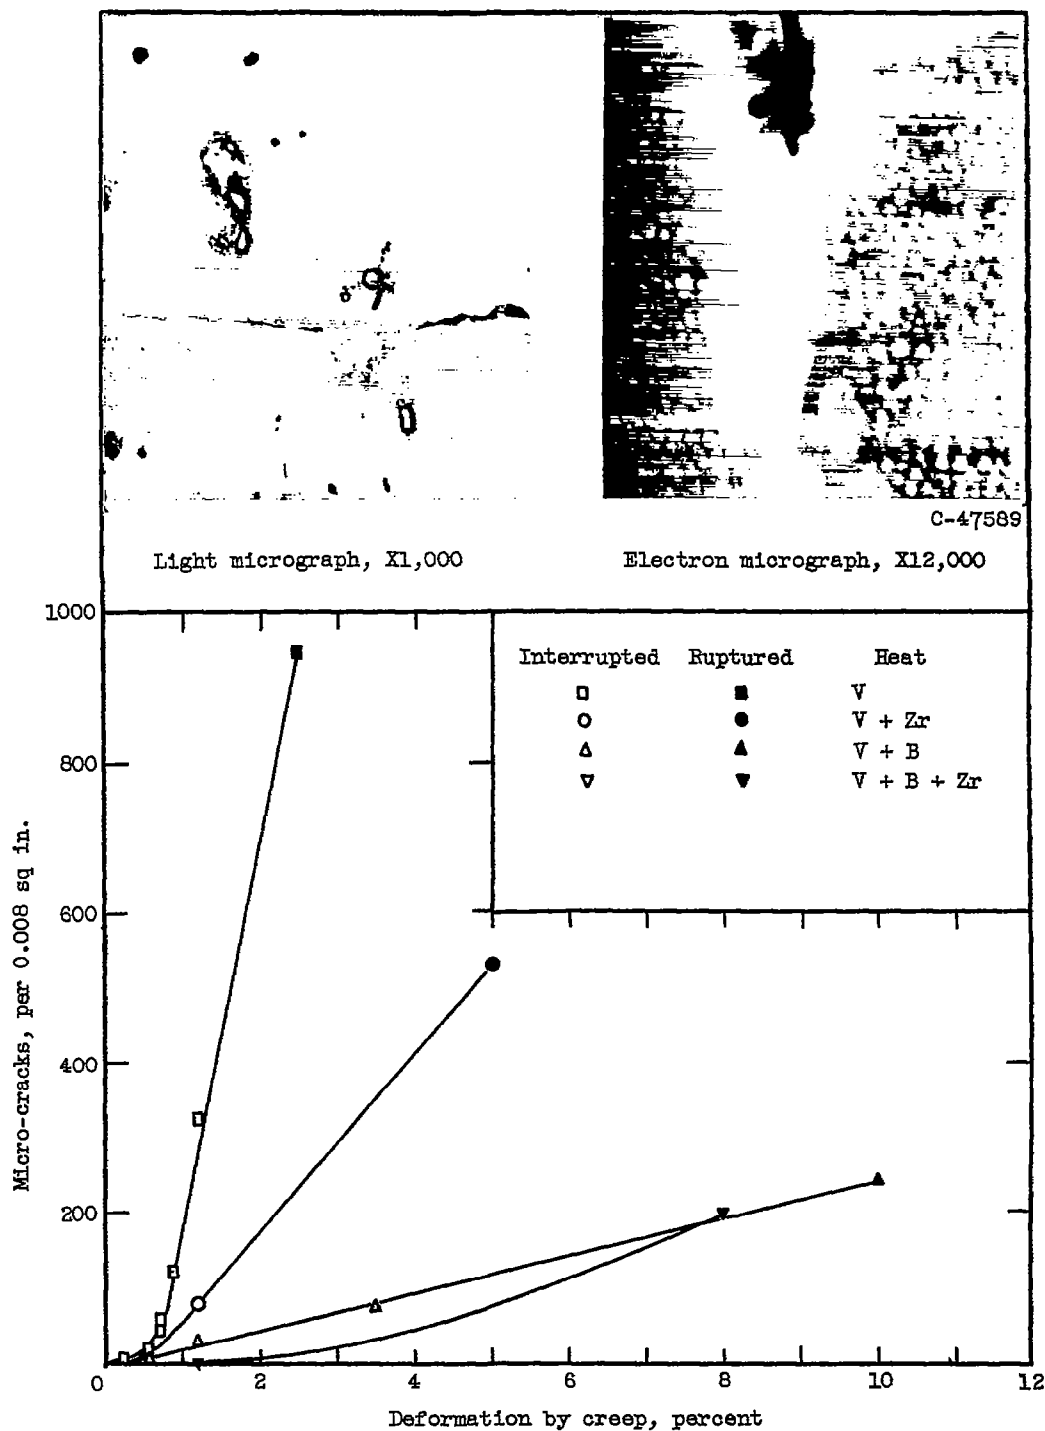 C-47589
Light micrograph, X1,000
Electron micrograph, X12,000
1000
800
600
400
200
Micro-cracks, per 0.008 sq in.
Interrupted Ruptured Heat
V
V + Zr
V + B
V + B + Zr
0 2 4 6 8 10 12
Deformation by creep, percent